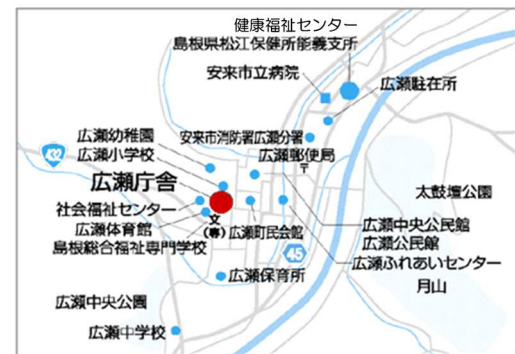 健康福祉センター
島根県松江保健所能義支所
安来市立病院
広瀬駐在所
432
広瀬幼稚園
安来市消防署広瀬分署
広瀬小学校
広瀬郵便局
〒
広瀬庁舎
太鼓壇公園
社会福祉センター
文
(専)
広瀬中央公民館
広瀬体育館
広瀬町民会館
広瀬公民館
島根総合福祉専門学校
45
広瀬ふれあいセンター
広瀬保育所
月山
広瀬中央公園
広瀬中学校